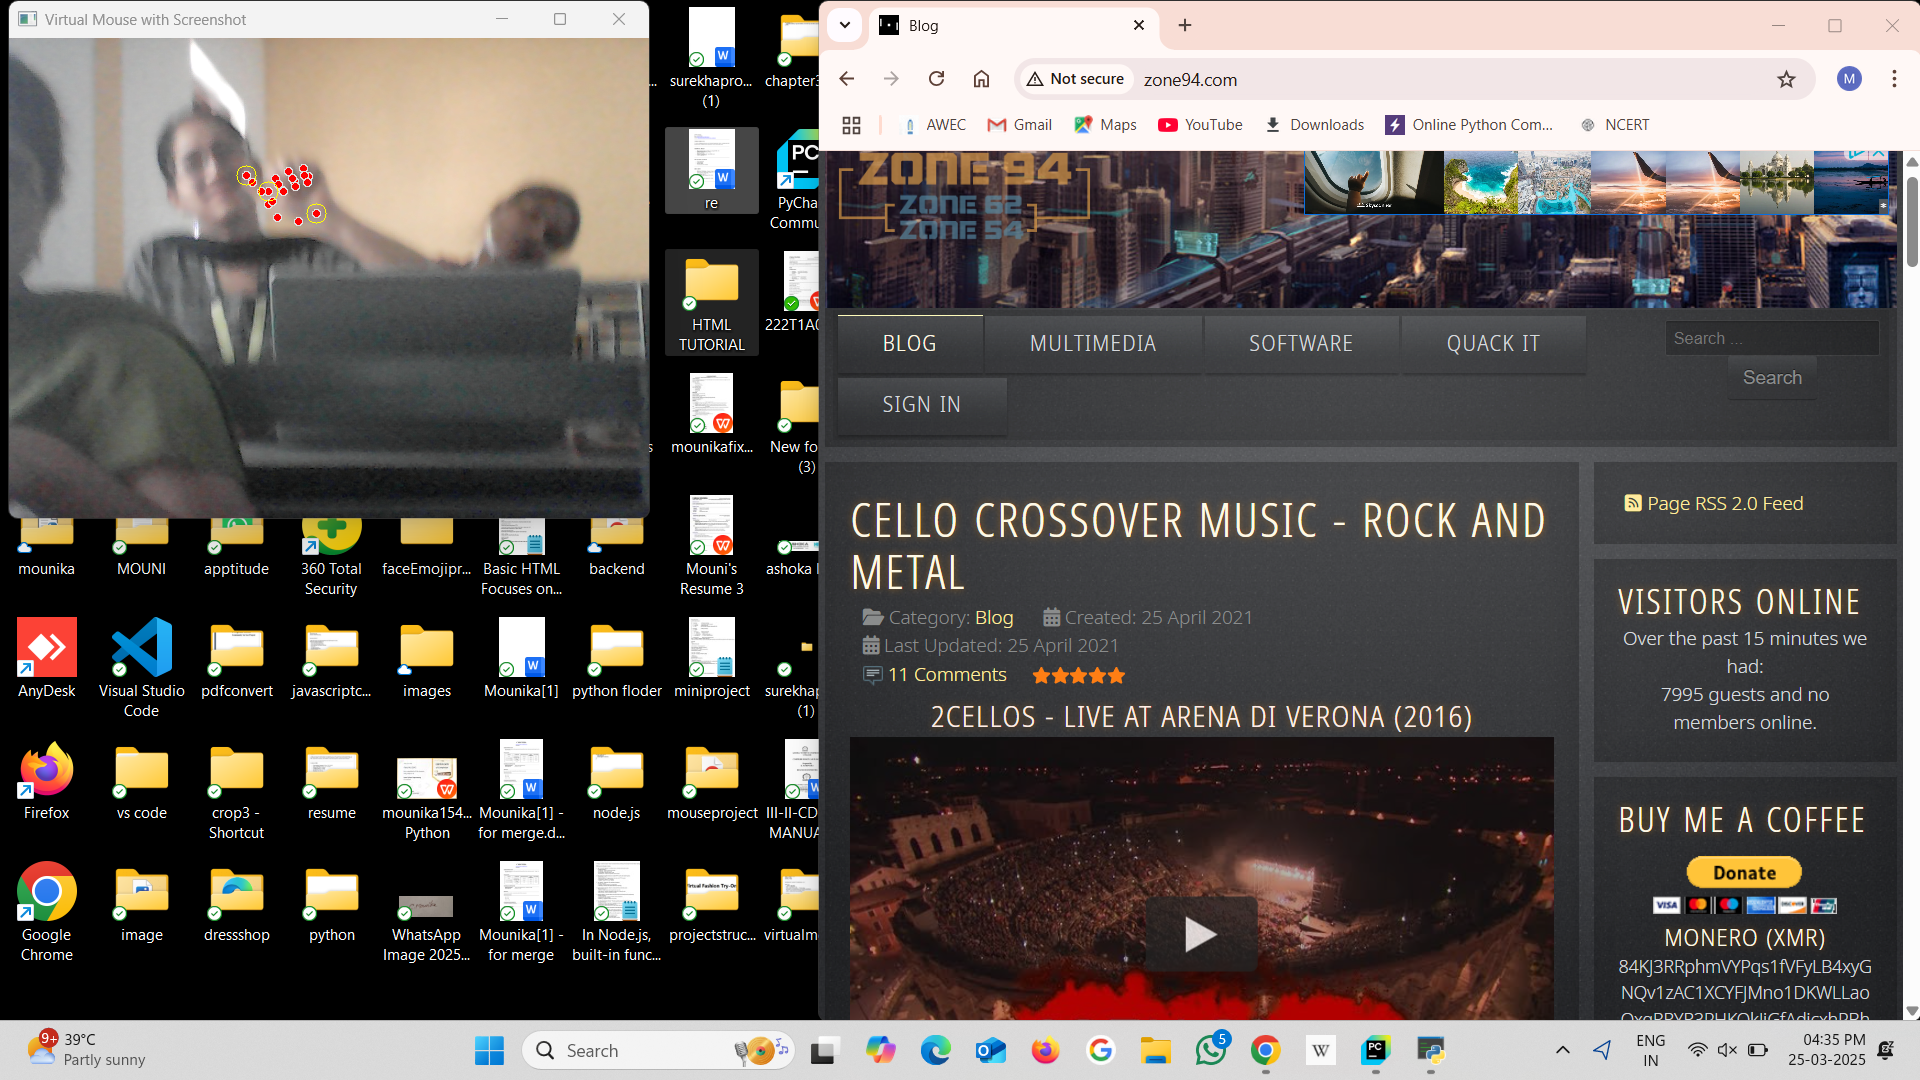 Virtual Mouse with Screenshot
surekhapro...
(1)
chapter3
re
PyCha
Commu
HTML
TUTORIAL
222T1A0
mounikafix...
New fo
(3)
mounika
MOUNI
apptitude
360 Total
Security
faceEmojipr...
Basic HTML
Focuses on...
backend
Mouni's
Resume 3
ashoka
AnyDesk
Visual Studio
Code
pdfconvert
javascriptc...
images
Mounika[1]
python floder
miniproject
surekhap
(1)
Firefox
vs code
crop3 -
Shortcut
resume
mounika154...
Python
Mounika[1] -
for merge.d...
node.js
mouseproject
III-II-CD
MANUA
Google
Chrome
image
dressshop
python
WhatsApp
Image 2025...
Mounika[1] -
for merge
In Node.js,
built-in func...
projectstruc...
virtualm
Blog
Not secure
zone94.com
M
AWEC
Gmail
Maps
YouTube
Downloads
Online Python Com...
NCERT
ZONE 94
ZONE 62
ZONE 54
BLOG
MULTIMEDIA
SOFTWARE
QUACK IT
SIGN IN
Search ...
Search
CELLO CROSSOVER MUSIC - ROCK AND
METAL
Category: Blog
Created: 25 April 2021
Last Updated: 25 April 2021
11 Comments
2CELLOS - LIVE AT ARENA DI VERONA (2016)
Page RSS 2.0 Feed
VISITORS ONLINE
Over the past 15 minutes we
had:
7995 guests and no
members online.
BUY ME A COFFEE
Donate
VISA
MONERO (XMR)
84KJ3RRphmVYPqs1fVFyLB4xyG
NQv1zAC1XCYFJMno1DKWLLao
9+
39°C
Partly sunny
Search
5
W
PC
ENG
IN
04:35 PM
25-03-2025